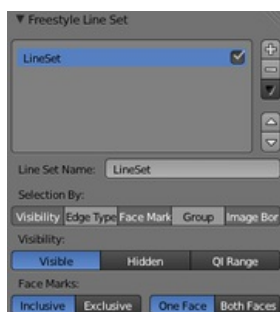 Freestyle Line Set
LineSet
Line Set Name: LineSet
Selection By:
Visibility Edge Type Face Mark Group Image Bor
Visibility:
Visible Hidden QI Range
Face Marks:
Inclusive Exclusive One Face Both Faces